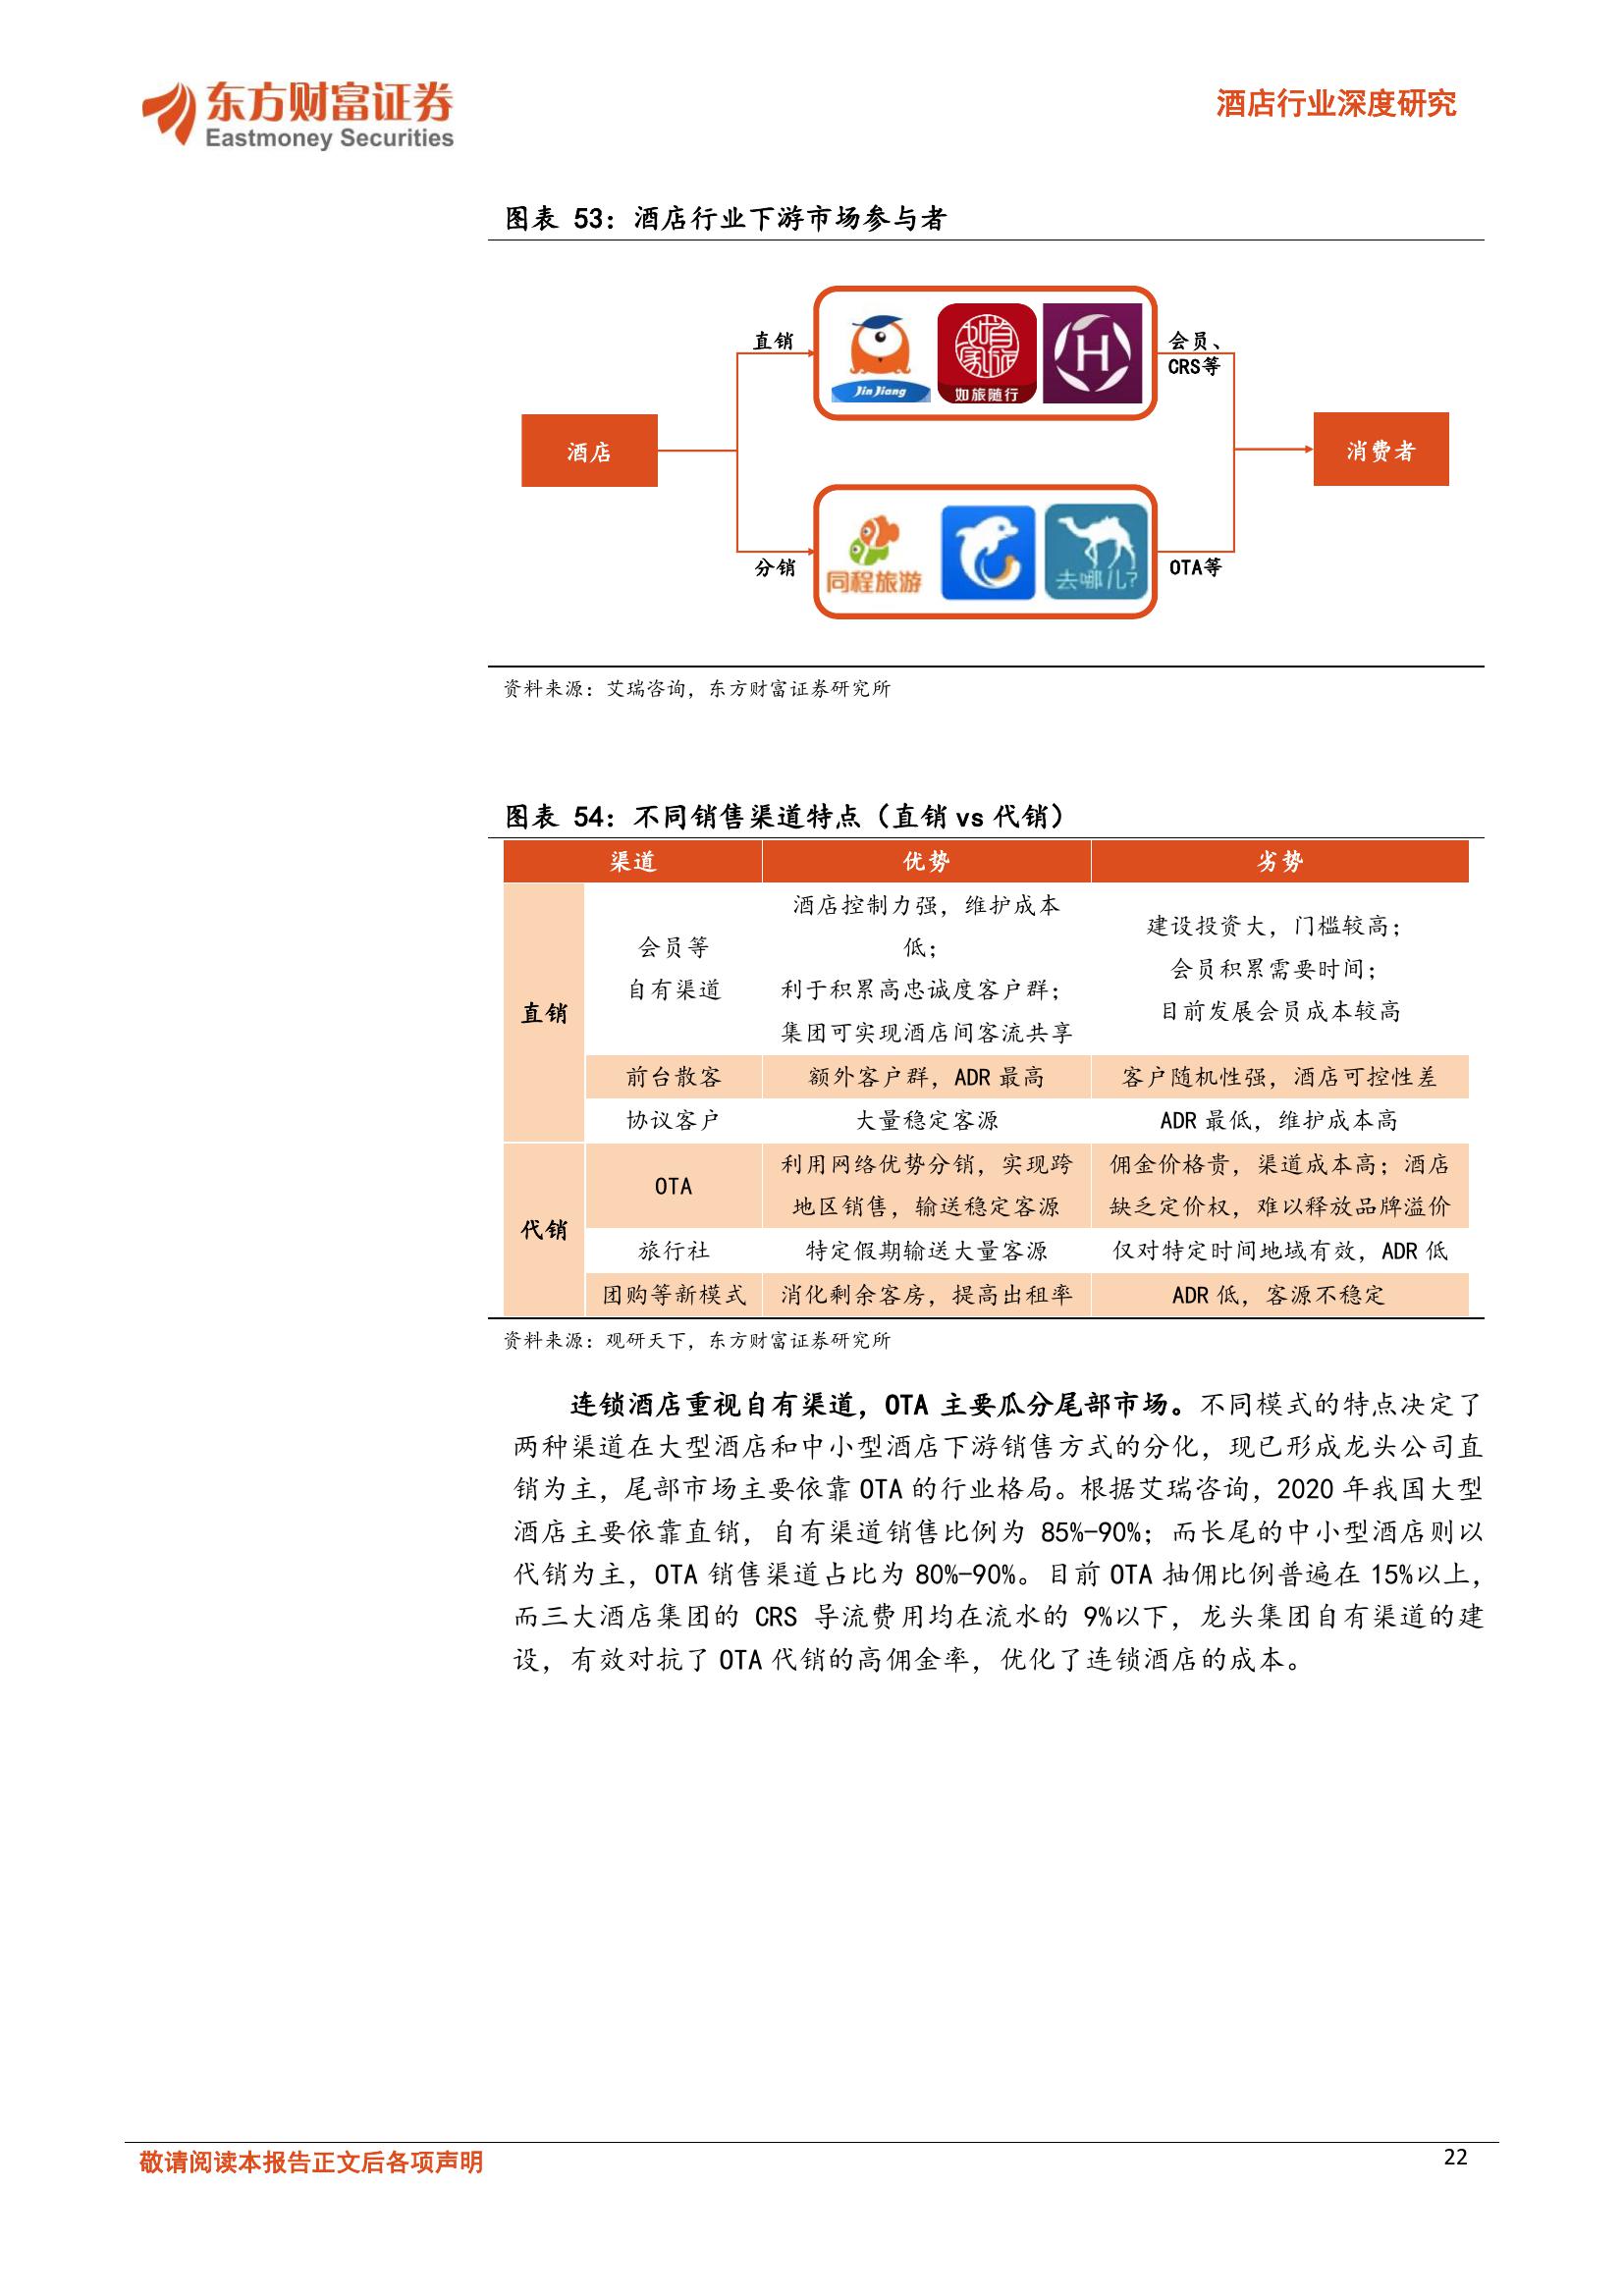 东方财富证券
Eastmoney Securities
酒店行业深度研究
图表 53：酒店行业下游市场参与者
直销
Jin Jiang
如家
首旅
如旅随行
H
会员、
CRS等
酒店
消费者
分销
同程旅游
去哪儿?
OTA等
资料来源：艾瑞咨询，东方财富证券研究所
图表 54：不同销售渠道特点（直销 vs 代销）
渠道 优势 劣势
直销
会员等
自有渠道
酒店控制力强，维护成本
低；
利于积累高忠诚度客户群；
集团可实现酒店间客流共享
建设投资大，门槛较高；
会员积累需要时间；
目前发展会员成本较高
前台散客 额外客户群，ADR 最高 客户随机性强，酒店可控性差
协议客户 大量稳定客源 ADR 最低，维护成本高
代销
OTA
利用网络优势分销，实现跨
地区销售，输送稳定客源
佣金价格贵，渠道成本高；酒店
缺乏定价权，难以释放品牌溢价
旅行社 特定假期输送大量客源 仅对特定时间地域有效，ADR 低
团购等新模式 消化剩余客房，提高出租率 ADR 低，客源不稳定
资料来源：观研天下，东方财富证券研究所
连锁酒店重视自有渠道，OTA 主要瓜分尾部市场。不同模式的特点决定了
两种渠道在大型酒店和中小型酒店下游销售方式的分化，现已形成龙头公司直
销为主，尾部市场主要依靠 OTA 的行业格局。根据艾瑞咨询，2020 年我国大型
酒店主要依靠直销，自有渠道销售比例为 85%-90%；而长尾的中小型酒店则以
代销为主，OTA 销售渠道占比为 80%-90%。目前 OTA 抽佣比例普遍在 15%以上，
而三大酒店集团的 CRS 导流费用均在流水的 9%以下，龙头集团自有渠道的建
设，有效对抗了 OTA 代销的高佣金率，优化了连锁酒店的成本。
敬请阅读本报告正文后各项声明
22